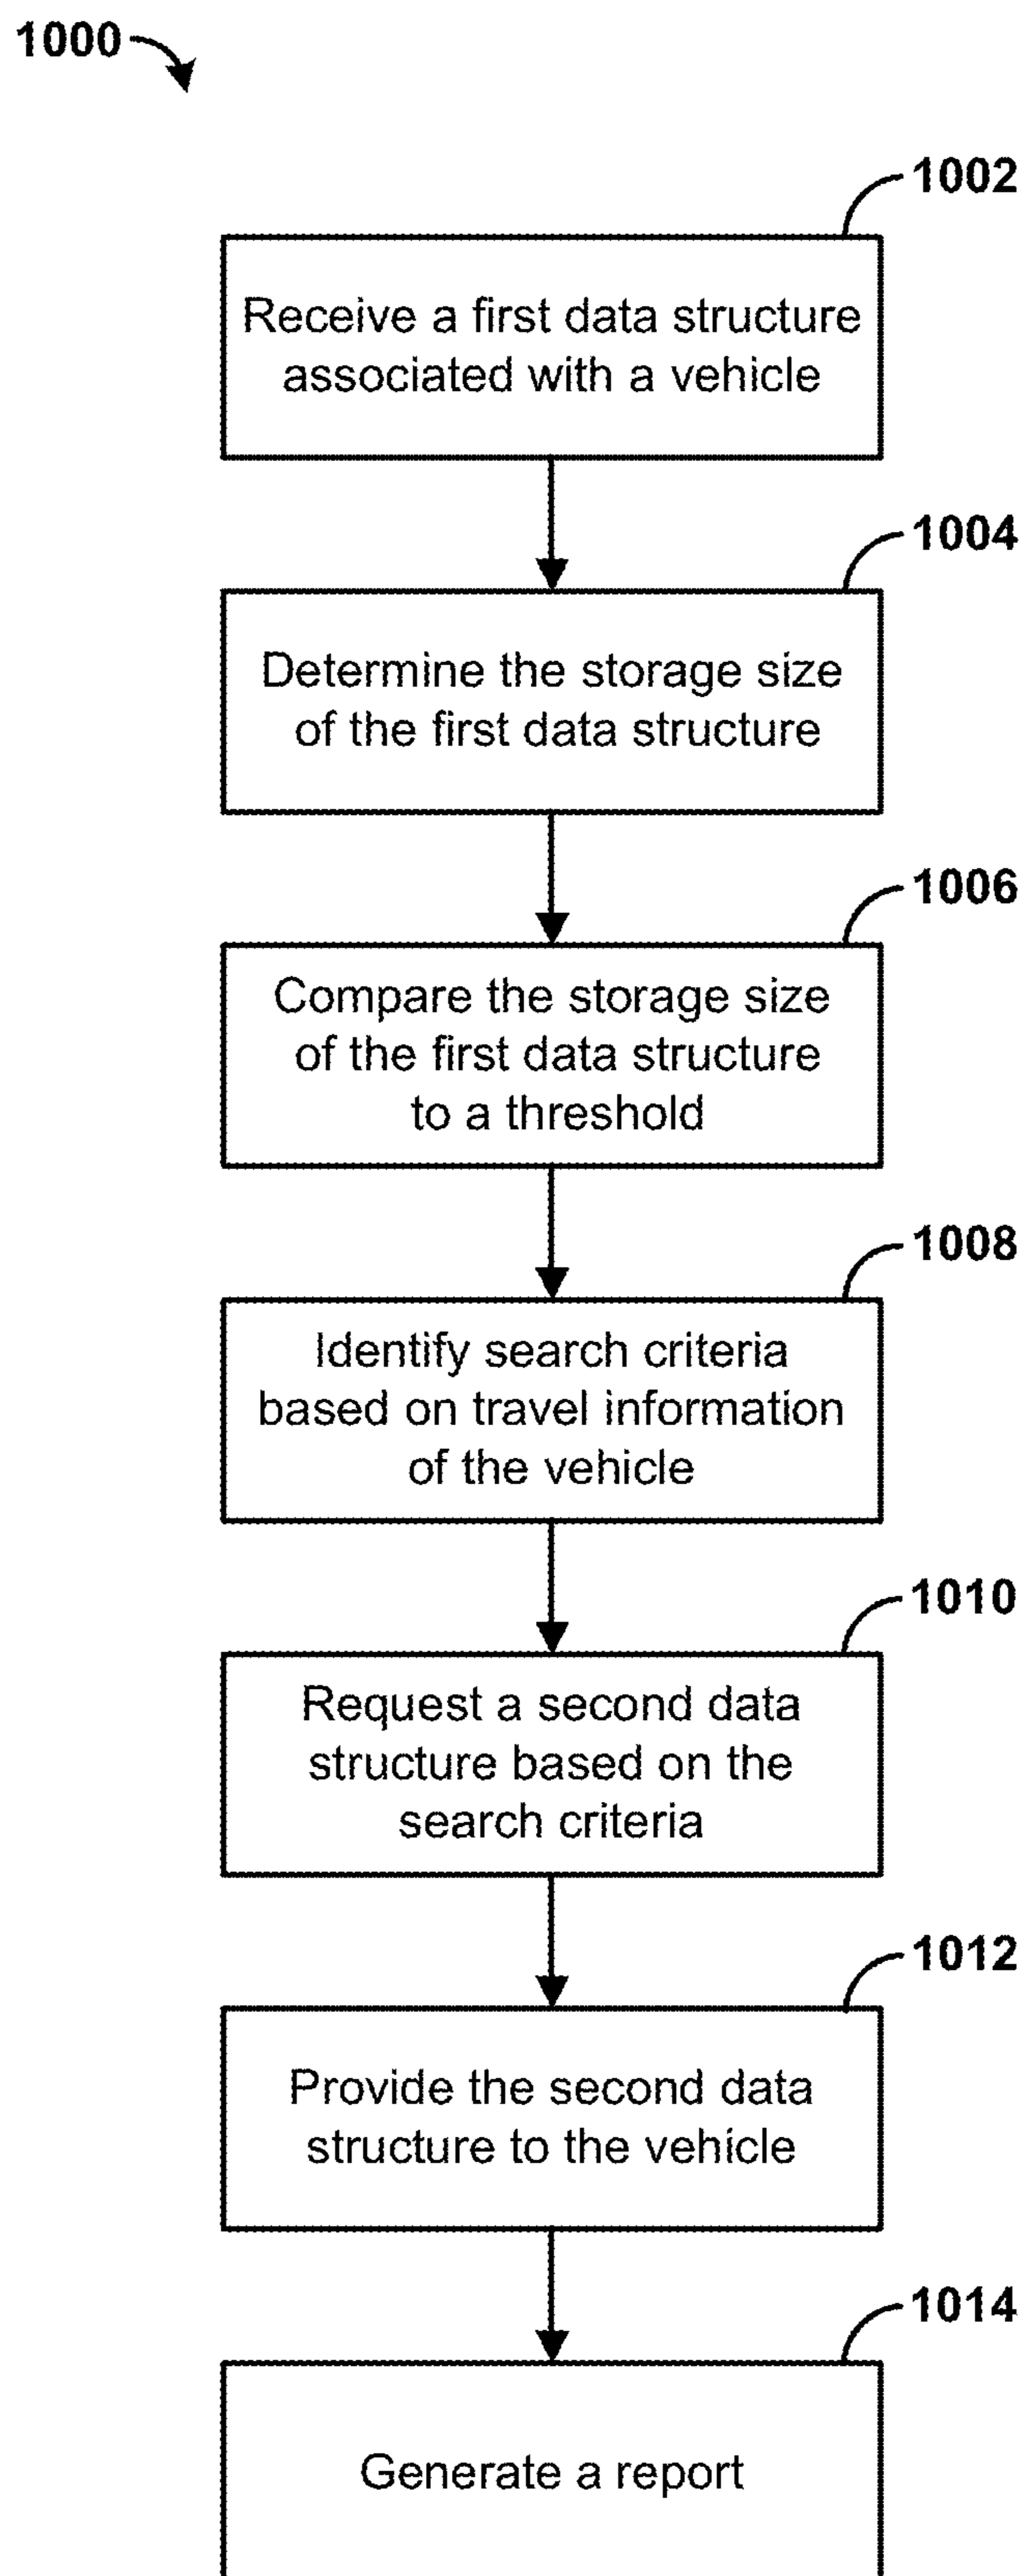 1000
1002
Receive a first data structure
associated with a vehicle
1004
Determine the storage size
of the first data structure
1006
Compare the storage size
of the first data structure
to a threshold
1008
Identify search criteria
based on travel information
of the vehicle
1010
Request a second data
structure based on the
search criteria
1012
Provide the second data
structure to the vehicle
1014
Generate a report